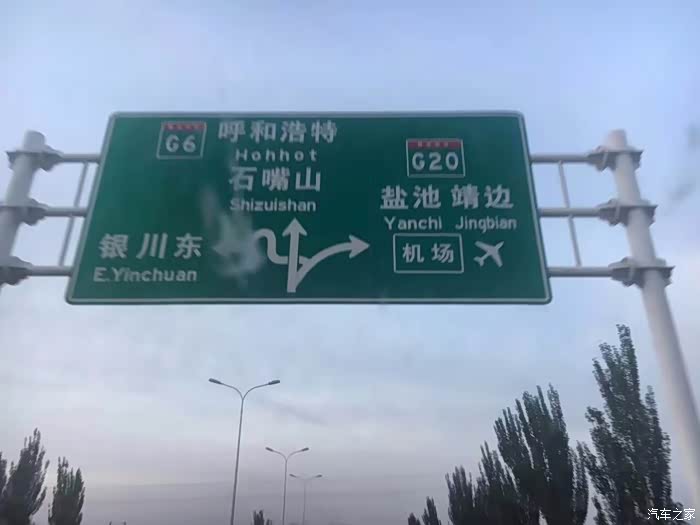 G6
呼和浩特
Hohhot
石嘴山
Shizuishan
银川东
E.Yinchuan
G20
盐池 靖边
Yanchi Jingbian
机场
汽车之家